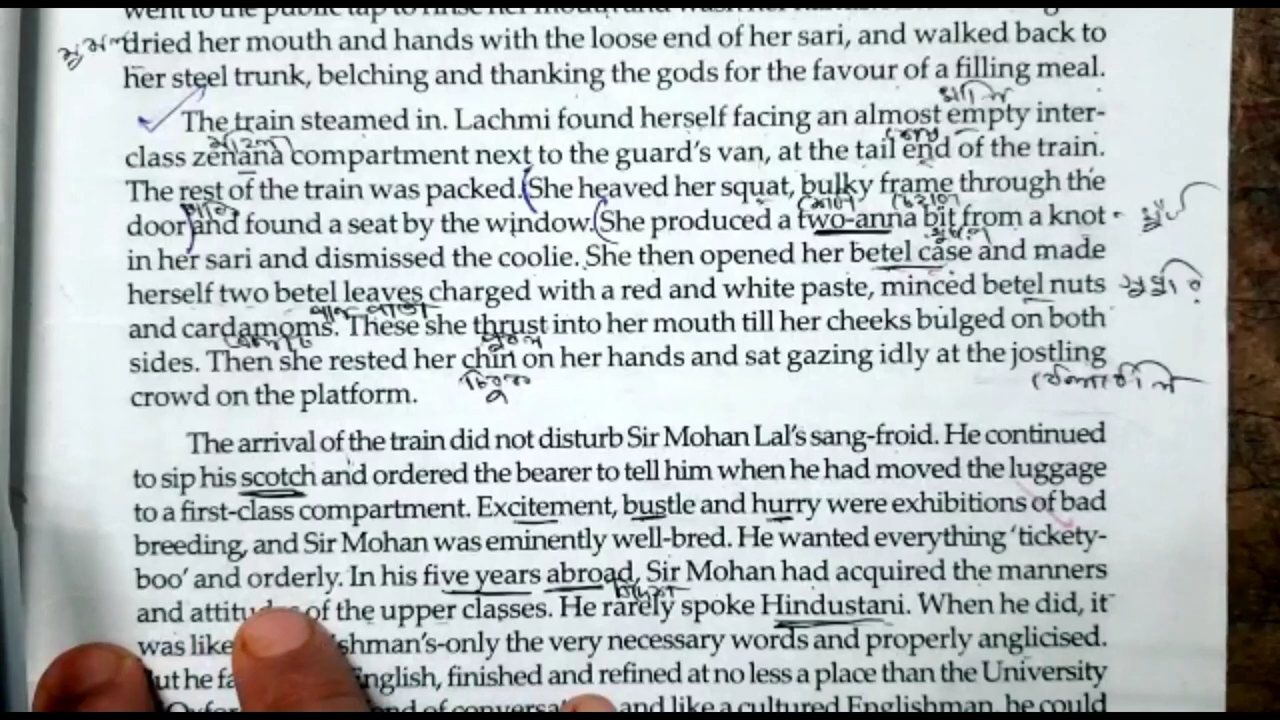 went to the public tap to rinse her mouth and wash her
dried her mouth and hands with the loose end of her sari, and walked back to
her steel trunk, belching and thanking the gods for the favour of a filling meal.
The train steamed in. Lachmi found herself facing an almost empty inter-
class zenana compartment next to the guard's van, at the tail end of the train.
The rest of the train was packed. She heaved her squat, bulky frame through the
door and found a seat by the window. She produced a two-anna bit from a knot
in her sari and dismissed the coolie. She then opened her betel case and made
herself two betel leaves charged with a red and white paste, minced betel nuts
and cardamoms. These she thrust into her mouth till her cheeks bulged on both
sides. Then she rested her chin on her hands and sat gazing idly at the jostling
crowd on the platform.
The arrival of the train did not disturb Sir Mohan Lal's sang-froid. He continued
to sip his scotch and ordered the bearer to tell him when he had moved the luggage
to a first-class compartment. Excitement, bustle and hurry were exhibitions of bad
breeding, and Sir Mohan was eminently well-bred. He wanted everything 'tickety-
boo' and orderly. In his five years abroad, Sir Mohan had acquired the manners
and of the upper classes. He rarely spoke Hindustani. When he did, it
was like shman's-only the very necessary words and properly anglicised.
he English, finished and refined at no less a place than the University
and like a cultured Englishman, he could